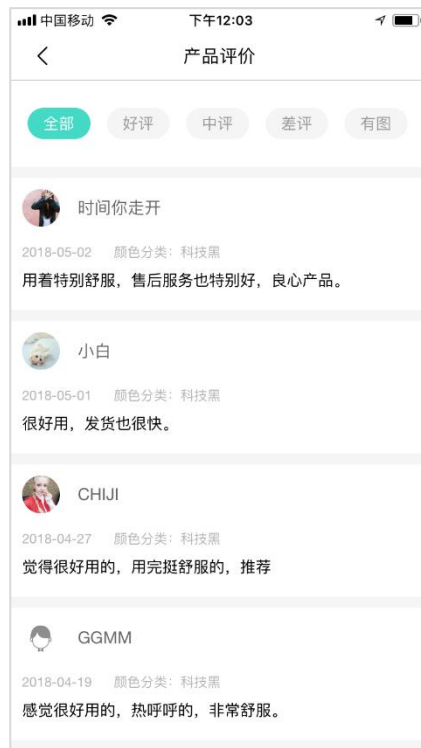 中国移动 下午12:03
产品评价
全部 好评 中评 差评 有图
时间你走开
2018-05-02 颜色分类：科技黑
用着特别舒服，售后服务也特别好，良心产品。
小白
2018-05-01 颜色分类：科技黑
很好用，发货也很快。
CHIJI
2018-04-27 颜色分类：科技黑
觉得很好用的，用完挺舒服的，推荐
GGMM
2018-04-19 颜色分类：科技黑
感觉很好用的，热呼呼的，非常舒服。